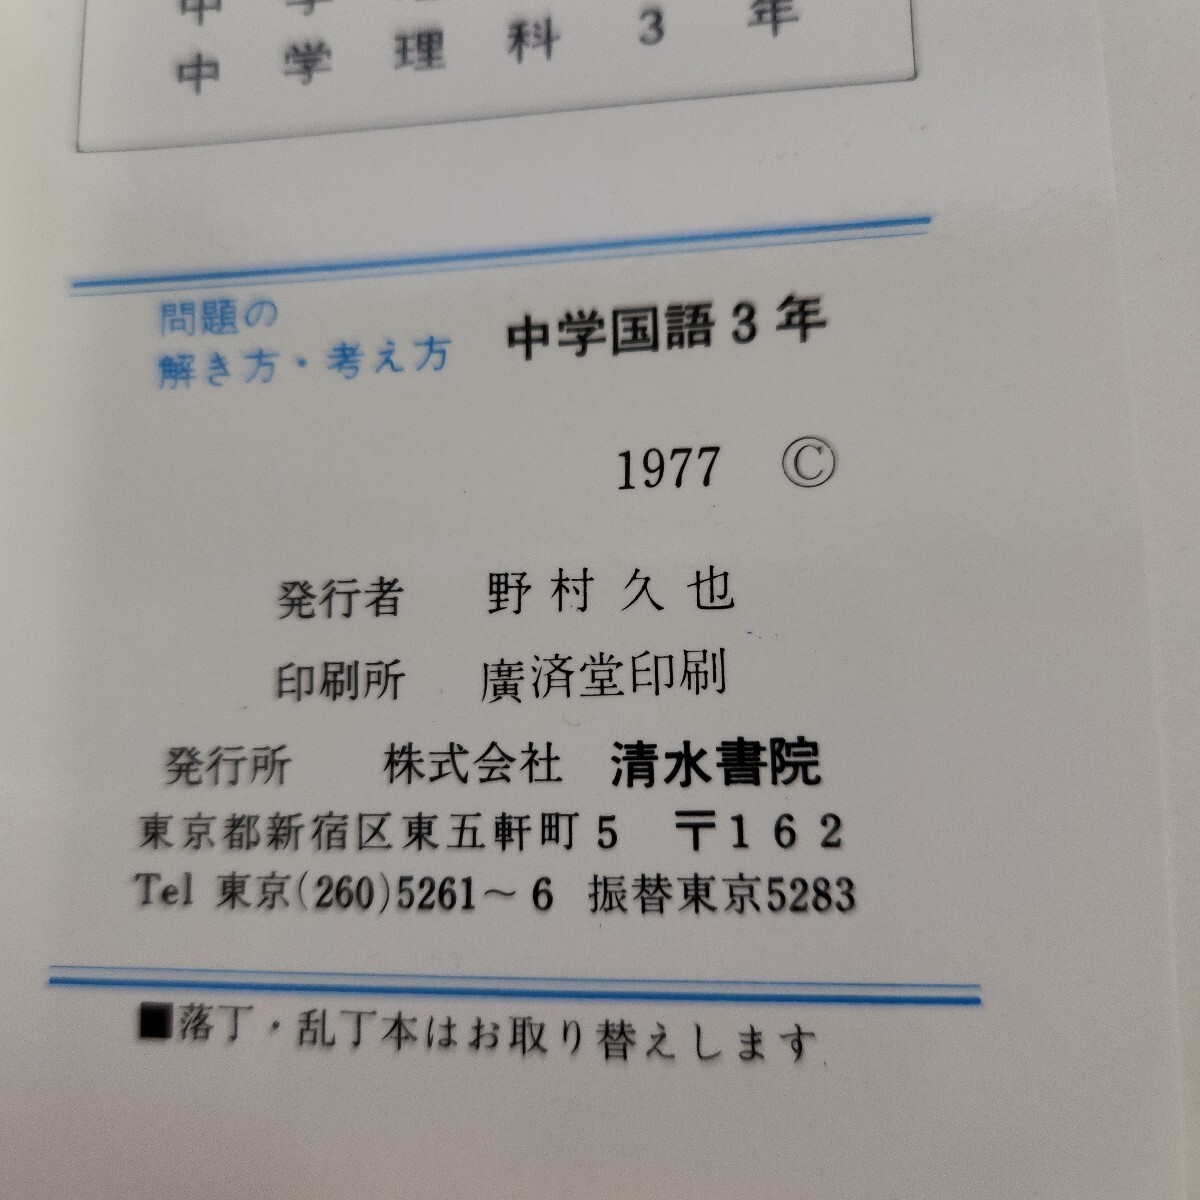 中学理科3年
問題の
解き方・考え方 中学国語3年
1977 ©
発行者 野村久也
印刷所 廣済堂印刷
発行所 株式会社 清水書院
東京都新宿区東五軒町5 〒162
Tel 東京(260)5261～6 振替東京5283
■落丁・乱丁本はお取り替えします